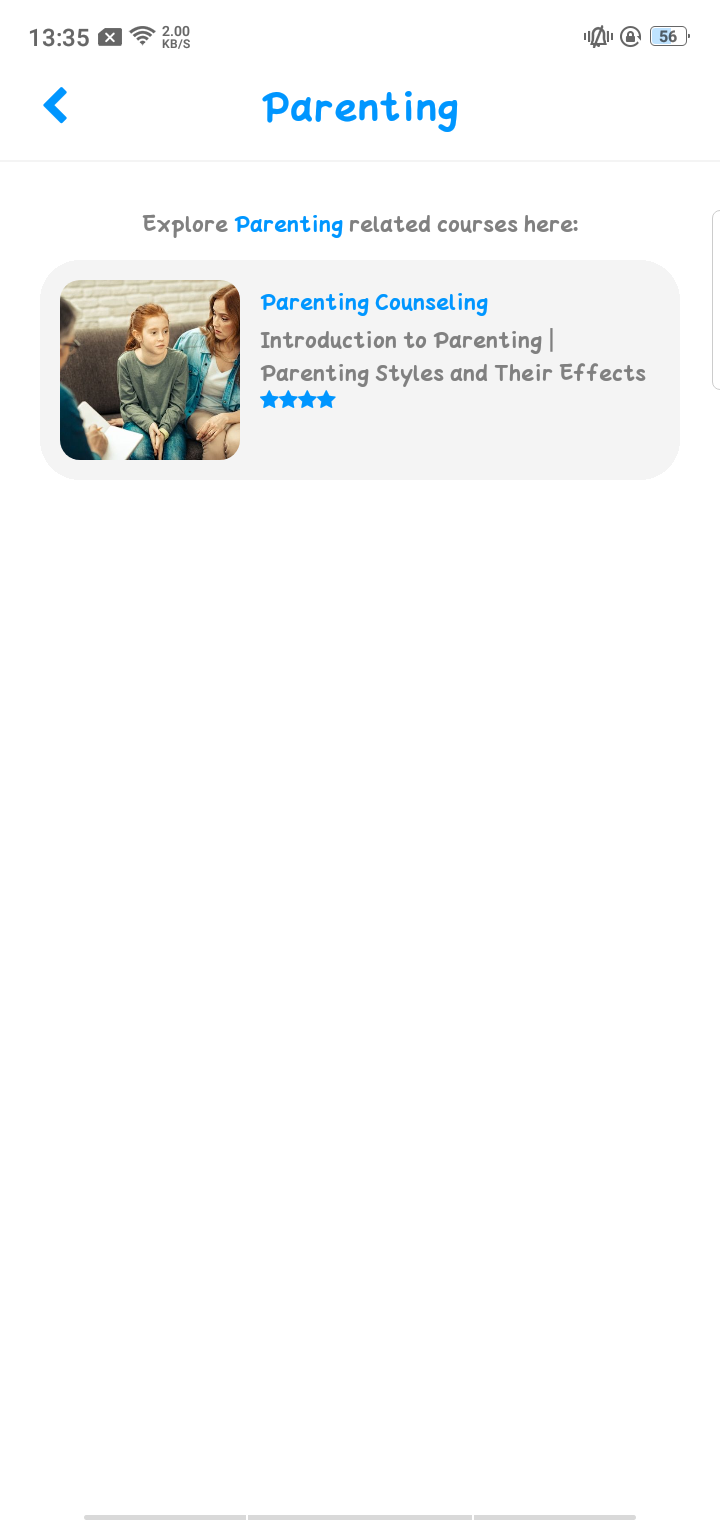 13:35 2.00 KB/S 56
Parenting
Explore Parenting related courses here:
Parenting Counseling
Introduction to Parenting |
Parenting Styles and Their Effects